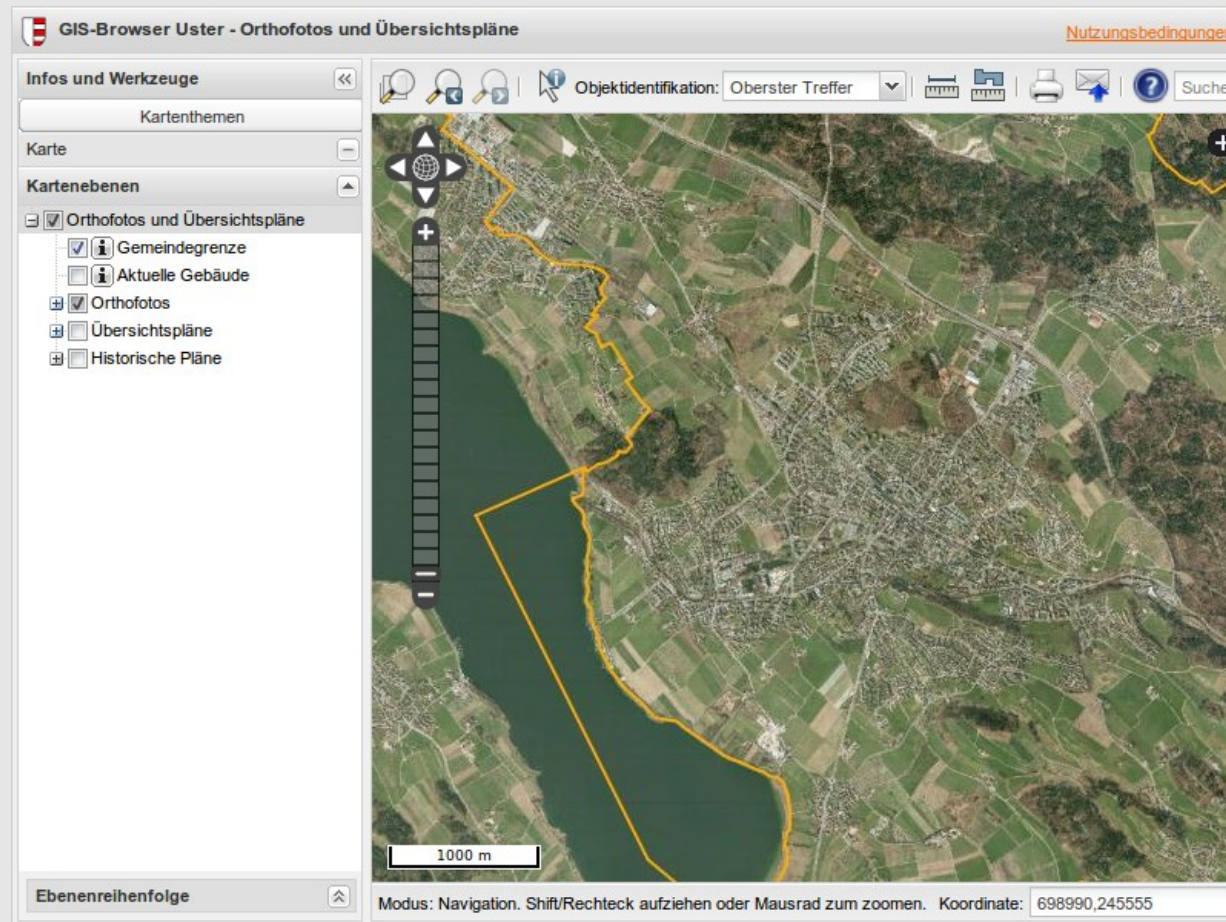 GIS-Browser Uster - Orthofotos und Übersichtspläne
Nutzungsbedingungen
Infos und Werkzeuge
Objektidentifikation: Oberster Treffer
Suche
Kartenthemen
Karte
Kartenebenen
Orthofotos und Übersichtspläne
Gemeindegrenze
Aktuelle Gebäude
Orthofotos
Übersichtspläne
Historische Pläne
1000 m
Ebenenreihenfolge
Modus: Navigation. Shift/Rechteck aufziehen oder Mausrad zum zoomen. Koordinate: 698990,245555